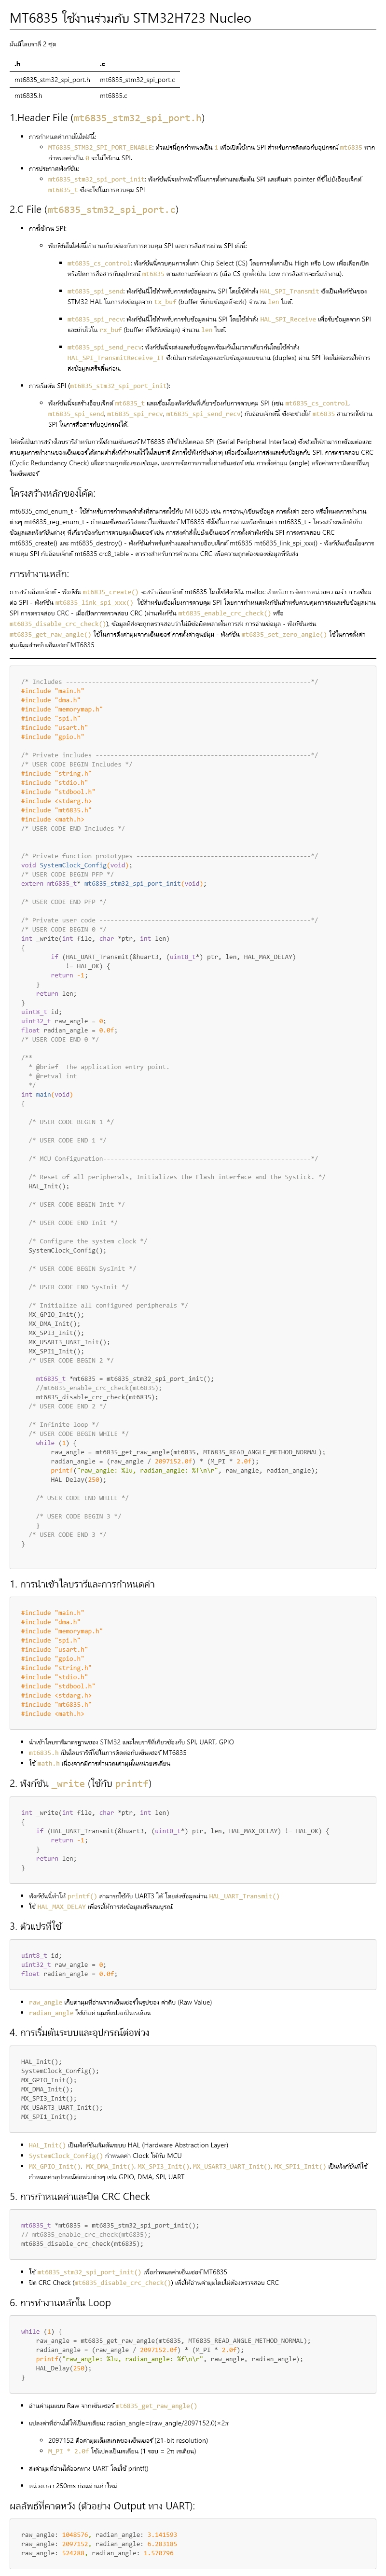 MT6835 ใช้งานร่วมกับ STM32H723 Nucleo
มันมีไลบรารี 2 ชุด
.h .c
mt6835_stm32_spi_port.h mt6835_stm32_spi_port.c
mt6835.h mt6835.c
1.Header File (mt6835_stm32_spi_port.h)
การกำหนดค่าภายในไฟล์นี้:
MT6835_STM32_SPI_PORT_ENABLE: ตัวแปรนี้ถูกกำหนดเป็น 1 เพื่อเปิดใช้งาน SPI สำหรับการติดต่อกับอุปกรณ์ mt6835 หาก
กำหนดค่าเป็น 0 จะไม่ใช้งาน SPI.
การประกาศฟังก์ชัน:
mt6835_stm32_spi_port_init: ฟังก์ชันนี้จะทำหน้าที่ในการตั้งค่าและเริ่มต้น SPI และคืนค่า pointer ที่ชี้ไปยังอ็อบเจ็กต์
mt6835_t ซึ่งจะใช้ในการควบคุม SPI
2.C File (mt6835_stm32_spi_port.c)
การใช้งาน SPI:
ฟังก์ชันในไฟล์นี้ทำงานเกี่ยวข้องกับการควบคุม SPI และการสื่อสารผ่าน SPI ดังนี้:
mt6835_cs_control: ฟังก์ชันนี้ควบคุมการตั้งค่า Chip Select (CS) โดยการตั้งค่าเป็น High หรือ Low เพื่อเลือกเปิด
หรือปิดการสื่อสารกับอุปกรณ์ mt6835 ตามสถานะที่ต้องการ (เมื่อ CS ถูกตั้งเป็น Low การสื่อสารจะเริ่มทำงาน).
mt6835_spi_send: ฟังก์ชันนี้ใช้สำหรับการส่งข้อมูลผ่าน SPI โดยใช้คำสั่ง HAL_SPI_Transmit ซึ่งเป็นฟังก์ชันของ
STM32 HAL ในการส่งข้อมูลจาก tx_buf (buffer ที่เก็บข้อมูลที่จะส่ง) จำนวน len ไบต์.
mt6835_spi_recv: ฟังก์ชันนี้ใช้สำหรับการรับข้อมูลผ่าน SPI โดยใช้คำสั่ง HAL_SPI_Receive เพื่อรับข้อมูลจาก SPI
และเก็บไว้ใน rx_buf (buffer ที่ใช้รับข้อมูล) จำนวน len ไบต์.
mt6835_spi_send_recv: ฟังก์ชันนี้จะส่งและรับข้อมูลพร้อมกันในเวลาเดียวกันโดยใช้คำสั่ง
HAL_SPI_TransmitReceive_IT ซึ่งเป็นการส่งข้อมูลและรับข้อมูลแบบขนาน (duplex) ผ่าน SPI โดยไม่ต้องรอให้การ
ส่งข้อมูลเสร็จสิ้นก่อน.
การเริ่มต้น SPI (mt6835_stm32_spi_port_init):
ฟังก์ชันนี้จะสร้างอ็อบเจ็กต์ mt6835_t และเชื่อมโยงฟังก์ชันที่เกี่ยวข้องกับการควบคุม SPI (เช่น mt6835_cs_control,
mt6835_spi_send, mt6835_spi_recv, mt6835_spi_send_recv) กับอ็อบเจ็กต์นี้ ซึ่งจะช่วยให้ mt6835 สามารถใช้งาน
SPI ในการสื่อสารกับอุปกรณ์ได้.
โค้ดนี้เป็นการสร้างไลบรารีสำหรับการใช้งานเซ็นเซอร์ MT6835 ที่ใช้โปรโตคอล SPI (Serial Peripheral Interface) ซึ่งช่วยให้สามารถเชื่อมต่อและ
ควบคุมการทำงานของเซ็นเซอร์ได้ตามคำสั่งที่กำหนดไว้ในไลบรารี มีการใช้ฟังก์ชันต่างๆ เพื่อเชื่อมโยงการส่งและรับข้อมูลกับ SPI, การตรวจสอบ CRC
(Cyclic Redundancy Check) เพื่อความถูกต้องของข้อมูล, และการจัดการการตั้งค่าเซ็นเซอร์ เช่น การตั้งค่ามุม (angle) หรือค่าพารามิเตอร์อื่นๆ
ในเซ็นเซอร์
โครงสร้างหลักของโค้ด:
mt6835_cmd_enum_t - ใช้สำหรับการกำหนดคำสั่งที่สามารถใช้กับ MT6835 เช่น การอ่าน/เขียนข้อมูล การตั้งค่า zero หรือโหมดการทำงาน
ต่างๆ mt6835_reg_enum_t - กำหนดชื่อของรีจิสเตอร์ในเซ็นเซอร์ MT6835 ซึ่งใช้ในการอ่านหรือเขียนค่า mt6835_t - โครงสร้างหลักที่เก็บ
ข้อมูลและฟังก์ชันต่างๆ ที่เกี่ยวข้องกับการควบคุมเซ็นเซอร์ เช่น การส่งคำสั่งไปยังเซ็นเซอร์ผ่าน SPI การตรวจสอบ CRC
mt6835_create() และ mt6835_destroy() - ฟังก์ชันสำหรับสร้างและทำลายอ็อบเจ็กต์ mt6835 mt6835_link_spi_xxx() - ฟังก์ชันเชื่อมโยงการ
ควบคุม SPI กับอ็อบเจ็กต์ mt6835 crc8_table - ตารางสำหรับการคำนวณ CRC เพื่อความถูกต้องของข้อมูลที่รับส่ง
การทำงานหลัก:
การสร้างอ็อบเจ็กต์ - ฟังก์ชัน mt6835_create() จะสร้างอ็อบเจ็กต์ mt6835 โดยใช้ฟังก์ชัน malloc สำหรับการจัดการหน่วยความจำ การเชื่อม
ต่อ SPI - ฟังก์ชัน mt6835_link_spi_xxx() ใช้สำหรับเชื่อมโยงการควบคุม SPI โดยการกำหนดฟังก์ชันสำหรับควบคุมการส่งและรับข้อมูลผ่าน
SPI การตรวจสอบ CRC - เมื่อเปิดการตรวจสอบ CRC (ผ่านฟังก์ชัน mt6835_enable_crc_check() หรือ
mt6835_disable_crc_check()), ข้อมูลที่ส่งจะถูกตรวจสอบว่าไม่มีข้อผิดพลาดในการส่ง การอ่านข้อมูล - ฟังก์ชันเช่น
mt6835_get_raw_angle() ใช้ในการดึงค่ามุมจากเซ็นเซอร์ การตั้งค่าศูนย์มุม - ฟังก์ชัน mt6835_set_zero_angle() ใช้ในการตั้งค่า
ศูนย์มุมสำหรับเซ็นเซอร์ MT6835
/* Includes ------------------------------------------------------------------*/
#include "main.h"
#include "dma.h"
#include "memorymap.h"
#include "spi.h"
#include "usart.h"
#include "gpio.h"
/* Private includes ----------------------------------------------------------*/
/* USER CODE BEGIN Includes */
#include "string.h"
#include "stdio.h"
#include "stdbool.h"
#include <stdarg.h>
#include "mt6835.h"
#include <math.h>
/* USER CODE END Includes */
/* Private function prototypes -----------------------------------------------*/
void SystemClock_Config(void);
/* USER CODE BEGIN PFP */
extern mt6835_t* mt6835_stm32_spi_port_init(void);
/* USER CODE END PFP */
/* Private user code ---------------------------------------------------------*/
/* USER CODE BEGIN 0 */
int _write(int file, char *ptr, int len)
{
if (HAL_UART_Transmit(&huart3, (uint8_t*) ptr, len, HAL_MAX_DELAY)
!= HAL_OK) {
return -1;
}
return len;
}
uint8_t id;
uint32_t raw_angle = 0;
float radian_angle = 0.0f;
/* USER CODE END 0 */
/**
* @brief  The application entry point.
* @retval int
*/
int main(void)
{
/* USER CODE BEGIN 1 */
/* USER CODE END 1 */
/* MCU Configuration--------------------------------------------------------*/
/* Reset of all peripherals, Initializes the Flash interface and the Systick. */
HAL_Init();
/* USER CODE BEGIN Init */
/* USER CODE END Init */
/* Configure the system clock */
SystemClock_Config();
/* USER CODE BEGIN SysInit */
/* USER CODE END SysInit */
/* Initialize all configured peripherals */
MX_GPIO_Init();
MX_DMA_Init();
MX_SPI3_Init();
MX_USART3_UART_Init();
MX_SPI1_Init();
/* USER CODE BEGIN 2 */
mt6835_t *mt6835 = mt6835_stm32_spi_port_init();
//mt6835_enable_crc_check(mt6835);
mt6835_disable_crc_check(mt6835);
/* USER CODE END 2 */
/* Infinite loop */
/* USER CODE BEGIN WHILE */
while (1) {
raw_angle = mt6835_get_raw_angle(mt6835, MT6835_READ_ANGLE_METHOD_NORMAL);
radian_angle = (raw_angle / 2097152.0f) * (M_PI * 2.0f);
printf("raw_angle: %lu, radian_angle: %f\n\r", raw_angle, radian_angle);
HAL_Delay(250);
/* USER CODE END WHILE */
/* USER CODE BEGIN 3 */
}
/* USER CODE END 3 */
}
1. การนำเข้าไลบรารีและการกำหนดค่า
#include "main.h"
#include "dma.h"
#include "memorymap.h"
#include "spi.h"
#include "usart.h"
#include "gpio.h"
#include "string.h"
#include "stdio.h"
#include "stdbool.h"
#include <stdarg.h>
#include "mt6835.h"
#include <math.h>
นำเข้าไลบรารีมาตรฐานของ STM32 และไลบรารีที่เกี่ยวข้องกับ SPI, UART, GPIO
mt6835.h เป็นไลบรารีที่ใช้ในการติดต่อกับเซ็นเซอร์ MT6835
ใช้ math.h เนื่องจากมีการคำนวณค่ามุมในหน่วยเรเดียน
2. ฟังก์ชัน _write (ใช้กับ printf)
int _write(int file, char *ptr, int len)
{
if (HAL_UART_Transmit(&huart3, (uint8_t*) ptr, len, HAL_MAX_DELAY) != HAL_OK) {
return -1;
}
return len;
}
ฟังก์ชันนี้ทำให้ printf() สามารถใช้กับ UART3 ได้ โดยส่งข้อมูลผ่าน HAL_UART_Transmit()
ใช้ HAL_MAX_DELAY เพื่อรอให้การส่งข้อมูลเสร็จสมบูรณ์
3. ตัวแปรที่ใช้
uint8_t id;
uint32_t raw_angle = 0;
float radian_angle = 0.0f;
raw_angle เก็บค่ามุมที่อ่านจากเซ็นเซอร์ในรูปของ ค่าดิบ (Raw Value)
radian_angle ใช้เก็บค่ามุมที่แปลงเป็นเรเดียน
4. การเริ่มต้นระบบและอุปกรณ์ต่อพ่วง
HAL_Init();
SystemClock_Config();
MX_GPIO_Init();
MX_DMA_Init();
MX_SPI3_Init();
MX_USART3_UART_Init();
MX_SPI1_Init();
HAL_Init() เป็นฟังก์ชันเริ่มต้นระบบ HAL (Hardware Abstraction Layer)
SystemClock_Config() กำหนดค่า Clock ให้กับ MCU
MX_GPIO_Init(), MX_DMA_Init(), MX_SPI3_Init(), MX_USART3_UART_Init(), MX_SPI1_Init() เป็นฟังก์ชันที่ใช้
กำหนดค่าอุปกรณ์ต่อพ่วงต่างๆ เช่น GPIO, DMA, SPI, UART
5. การกำหนดค่าและปิด CRC Check
mt6835_t *mt6835 = mt6835_stm32_spi_port_init();
// mt6835_enable_crc_check(mt6835);
mt6835_disable_crc_check(mt6835);
ใช้ mt6835_stm32_spi_port_init() เพื่อกำหนดค่าเซ็นเซอร์ MT6835
ปิด CRC Check (mt6835_disable_crc_check()) เพื่อให้อ่านค่ามุมโดยไม่ต้องตรวจสอบ CRC
6. การทำงานหลักใน Loop
while (1) {
raw_angle = mt6835_get_raw_angle(mt6835, MT6835_READ_ANGLE_METHOD_NORMAL);
radian_angle = (raw_angle / 2097152.0f) * (M_PI * 2.0f);
printf("raw_angle: %lu, radian_angle: %f\n\r", raw_angle, radian_angle);
HAL_Delay(250);
}
อ่านค่ามุมแบบ Raw จากเซ็นเซอร์ mt6835_get_raw_angle()
แปลงค่าที่อ่านได้ให้เป็นเรเดียน: radian_angle=(raw_angle/2097152.0)×2π
2097152 คือค่ามุมเต็มสเกลของเซ็นเซอร์ (21-bit resolution)
M_PI * 2.0f ใช้แปลงเป็นเรเดียน (1 รอบ = 2π เรเดียน)
ส่งค่ามุมที่อ่านได้ออกทาง UART โดยใช้ printf()
หน่วงเวลา 250ms ก่อนอ่านค่าใหม่
ผลลัพธ์ที่คาดหวัง (ตัวอย่าง Output ทาง UART):
raw_angle: 1048576, radian_angle: 3.141593
raw_angle: 2097152, radian_angle: 6.283185
raw_angle: 524288, radian_angle: 1.570796